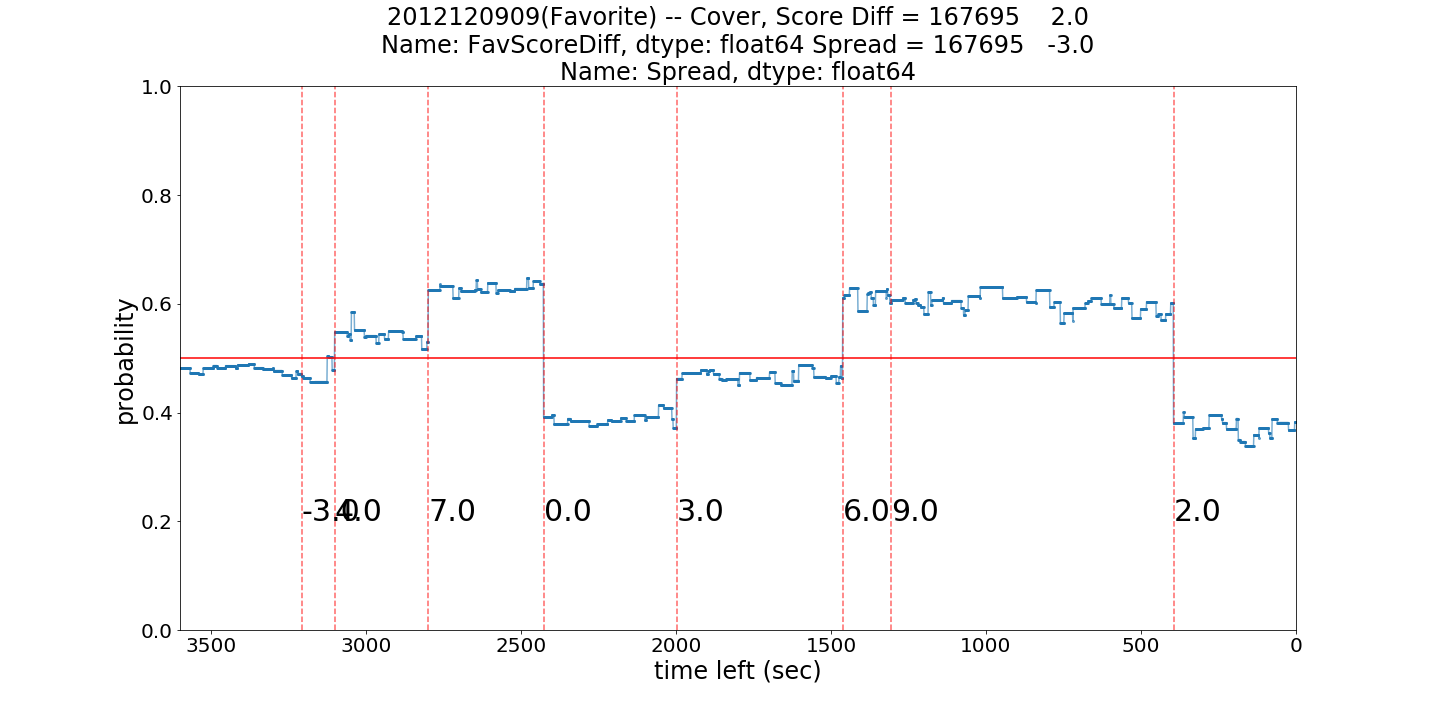 2012120909(Favorite) -- Cover, Score Diff = 167695    2.0
Name: FavScoreDiff, dtype: float64 Spread = 167695   -3.0
Name: Spread, dtype: float64
1.0
0.8
0.6
0.4
0.2
0.0
probability
-3.0 4.0 7.0 0.0 3.0 6.0 9.0 2.0
3500 3000 2500 2000 1500 1000 500 0
time left (sec)